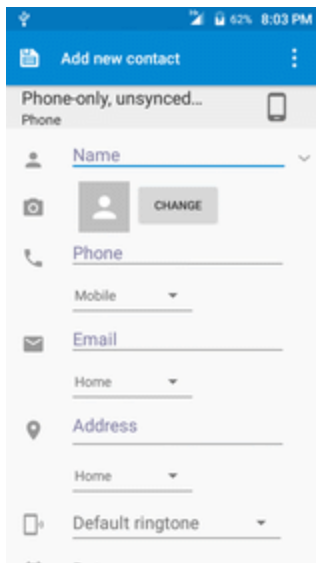 62% 8:03 PM
Add new contact
Phone-only, unsynced...
Phone
Name
CHANGE
Phone
Mobile
Email
Home
Address
Home
Default ringtone